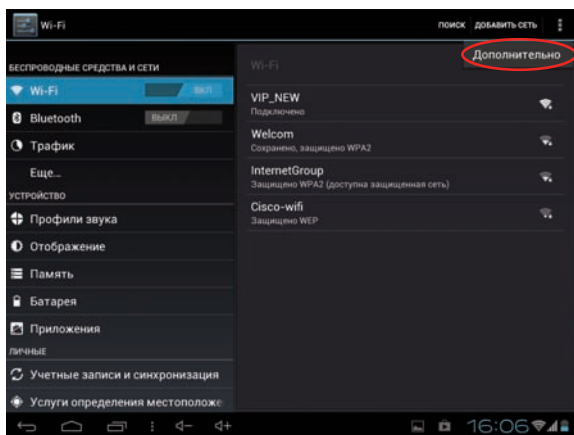 Wi-Fi
ПОИСК ДОБАВИТЬ СЕТЬ
Дополнительно
БЕСПРОВОДНЫЕ СРЕДСТВА И СЕТИ
Wi-Fi ВКЛ
Bluetooth ВЫКЛ
Трафик
Еще...
УСТРОЙСТВО
Профили звука
Отображение
Память
Батарея
Приложения
ЛИЧНЫЕ
Учетные записи и синхронизация
Услуги определения местополож
Wi-Fi
VIP_NEW
Подключено
Welcom
Сохранено, защищено WPA2
InternetGroup
Защищено WPA2 (доступна защищенная сеть)
Cisco-wifi
Защищено WEP
16:06